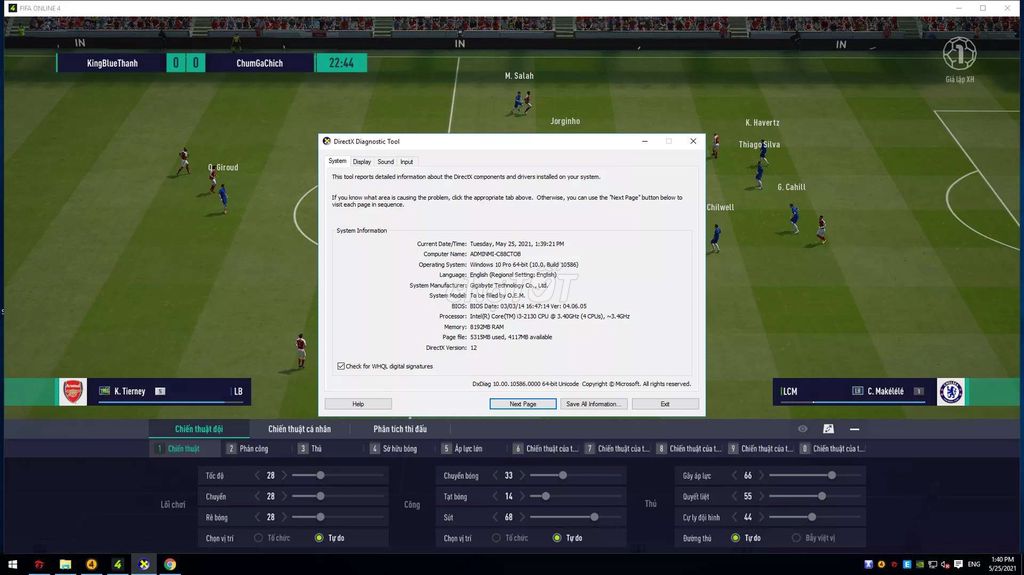 FIFA ONLINE 4
IN
IN
IN
KingBlueThanh 0 0 ChumGaChich 22:44
1
Giả lập XH
M. Salah
Jorginho
K. Havertz
Thiago Silva
O. Giroud
G. Cahill
Chilwell
DirectX Diagnostic Tool
System Display Sound Input
This tool reports detailed information about the DirectX components and drivers installed on your system.
If you know what area is causing the problem, click the appropriate tab above. Otherwise, you can use the "Next Page" button below to
visit each page in sequence.
System Information
Current Date/Time: Tuesday, May 25, 2021, 1:39:21 PM
Computer Name: ADMINMI-C88CTOB
Operating System: Windows 10 Pro 64-bit (10.0, Build 10586)
Language: English (Regional Setting: English)
System Manufacturer: Gigabyte Technology Co., Ltd.
System Model: To be filled by O.E.M.
BIOS: BIOS Date: 03/03/14 16:47:14 Ver: 04.06.05
Processor: Intel(R) Core(TM) i3-2130 CPU @ 3.40GHz (4 CPUs), ~3.4GHz
Memory: 8192MB RAM
Page file: 5315MB used, 4117MB available
DirectX Version: 12
Check for WHQL digital signatures
DxDiag 10.00.10586.0000 64-bit Unicode Copyright © Microsoft. All rights reserved.
Help Next Page Save All Information... Exit
Arsenal K. Tierney 5 LB
LCM C. Makélélé 1
Chiến thuật đội Chiến thuật cá nhân Phân tích thi đấu
1 Chiến thuật 2 Phản công 3 Thủ 4 Sở hữu bóng 5 Áp lực lớn 6 Chiến thuật của t... 7 Chiến thuật của t... 8 Chiến thuật của t... 9 Chiến thuật của t... 0 Chiến thuật của t...
Tốc độ 28 Chuyền bóng 33 Gây áp lực 66
Lối chơi Chuyền 28 Công Tạt bóng 14 Thủ Quyết liệt 55
Rê bóng 28 Sút 68 Cự ly đội hình 44
Chọn vị trí Tổ chức Tự do Chọn vị trí Tổ chức Tự do Đường thủ Tự do Bẫy việt vị
ENG
1:40 PM
5/25/2021